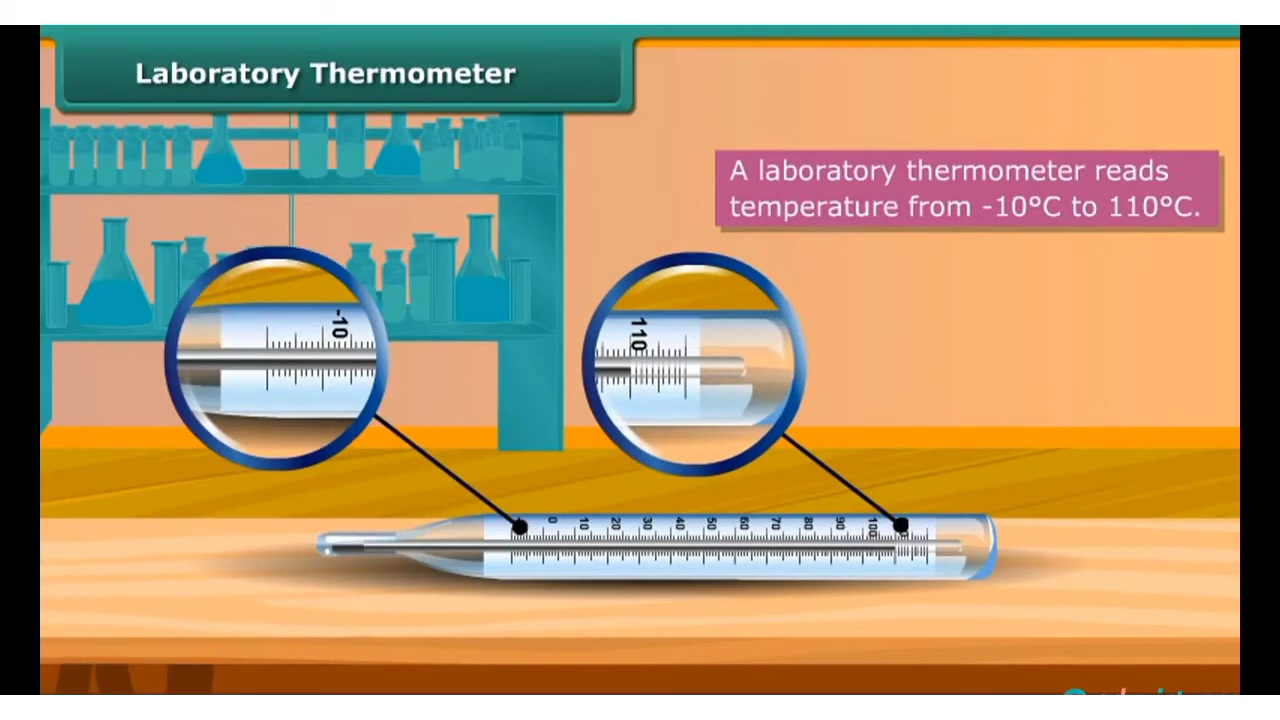 Laboratory Thermometer
A laboratory thermometer reads
temperature from -10°C to 110°C.
-10
110
0 10 20 30 40 50 60 70 80 90 100